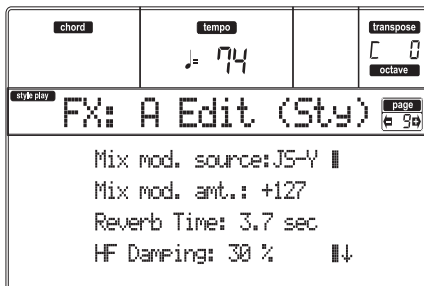 chord tempo transpose
♩= 74 C 0
octave
style play FX: A Edit (Sty) page
9
Mix mod. source:JS-Y
Mix mod. amt.: +127
Reverb Time: 3.7 sec
HF Damping: 30 % ↓